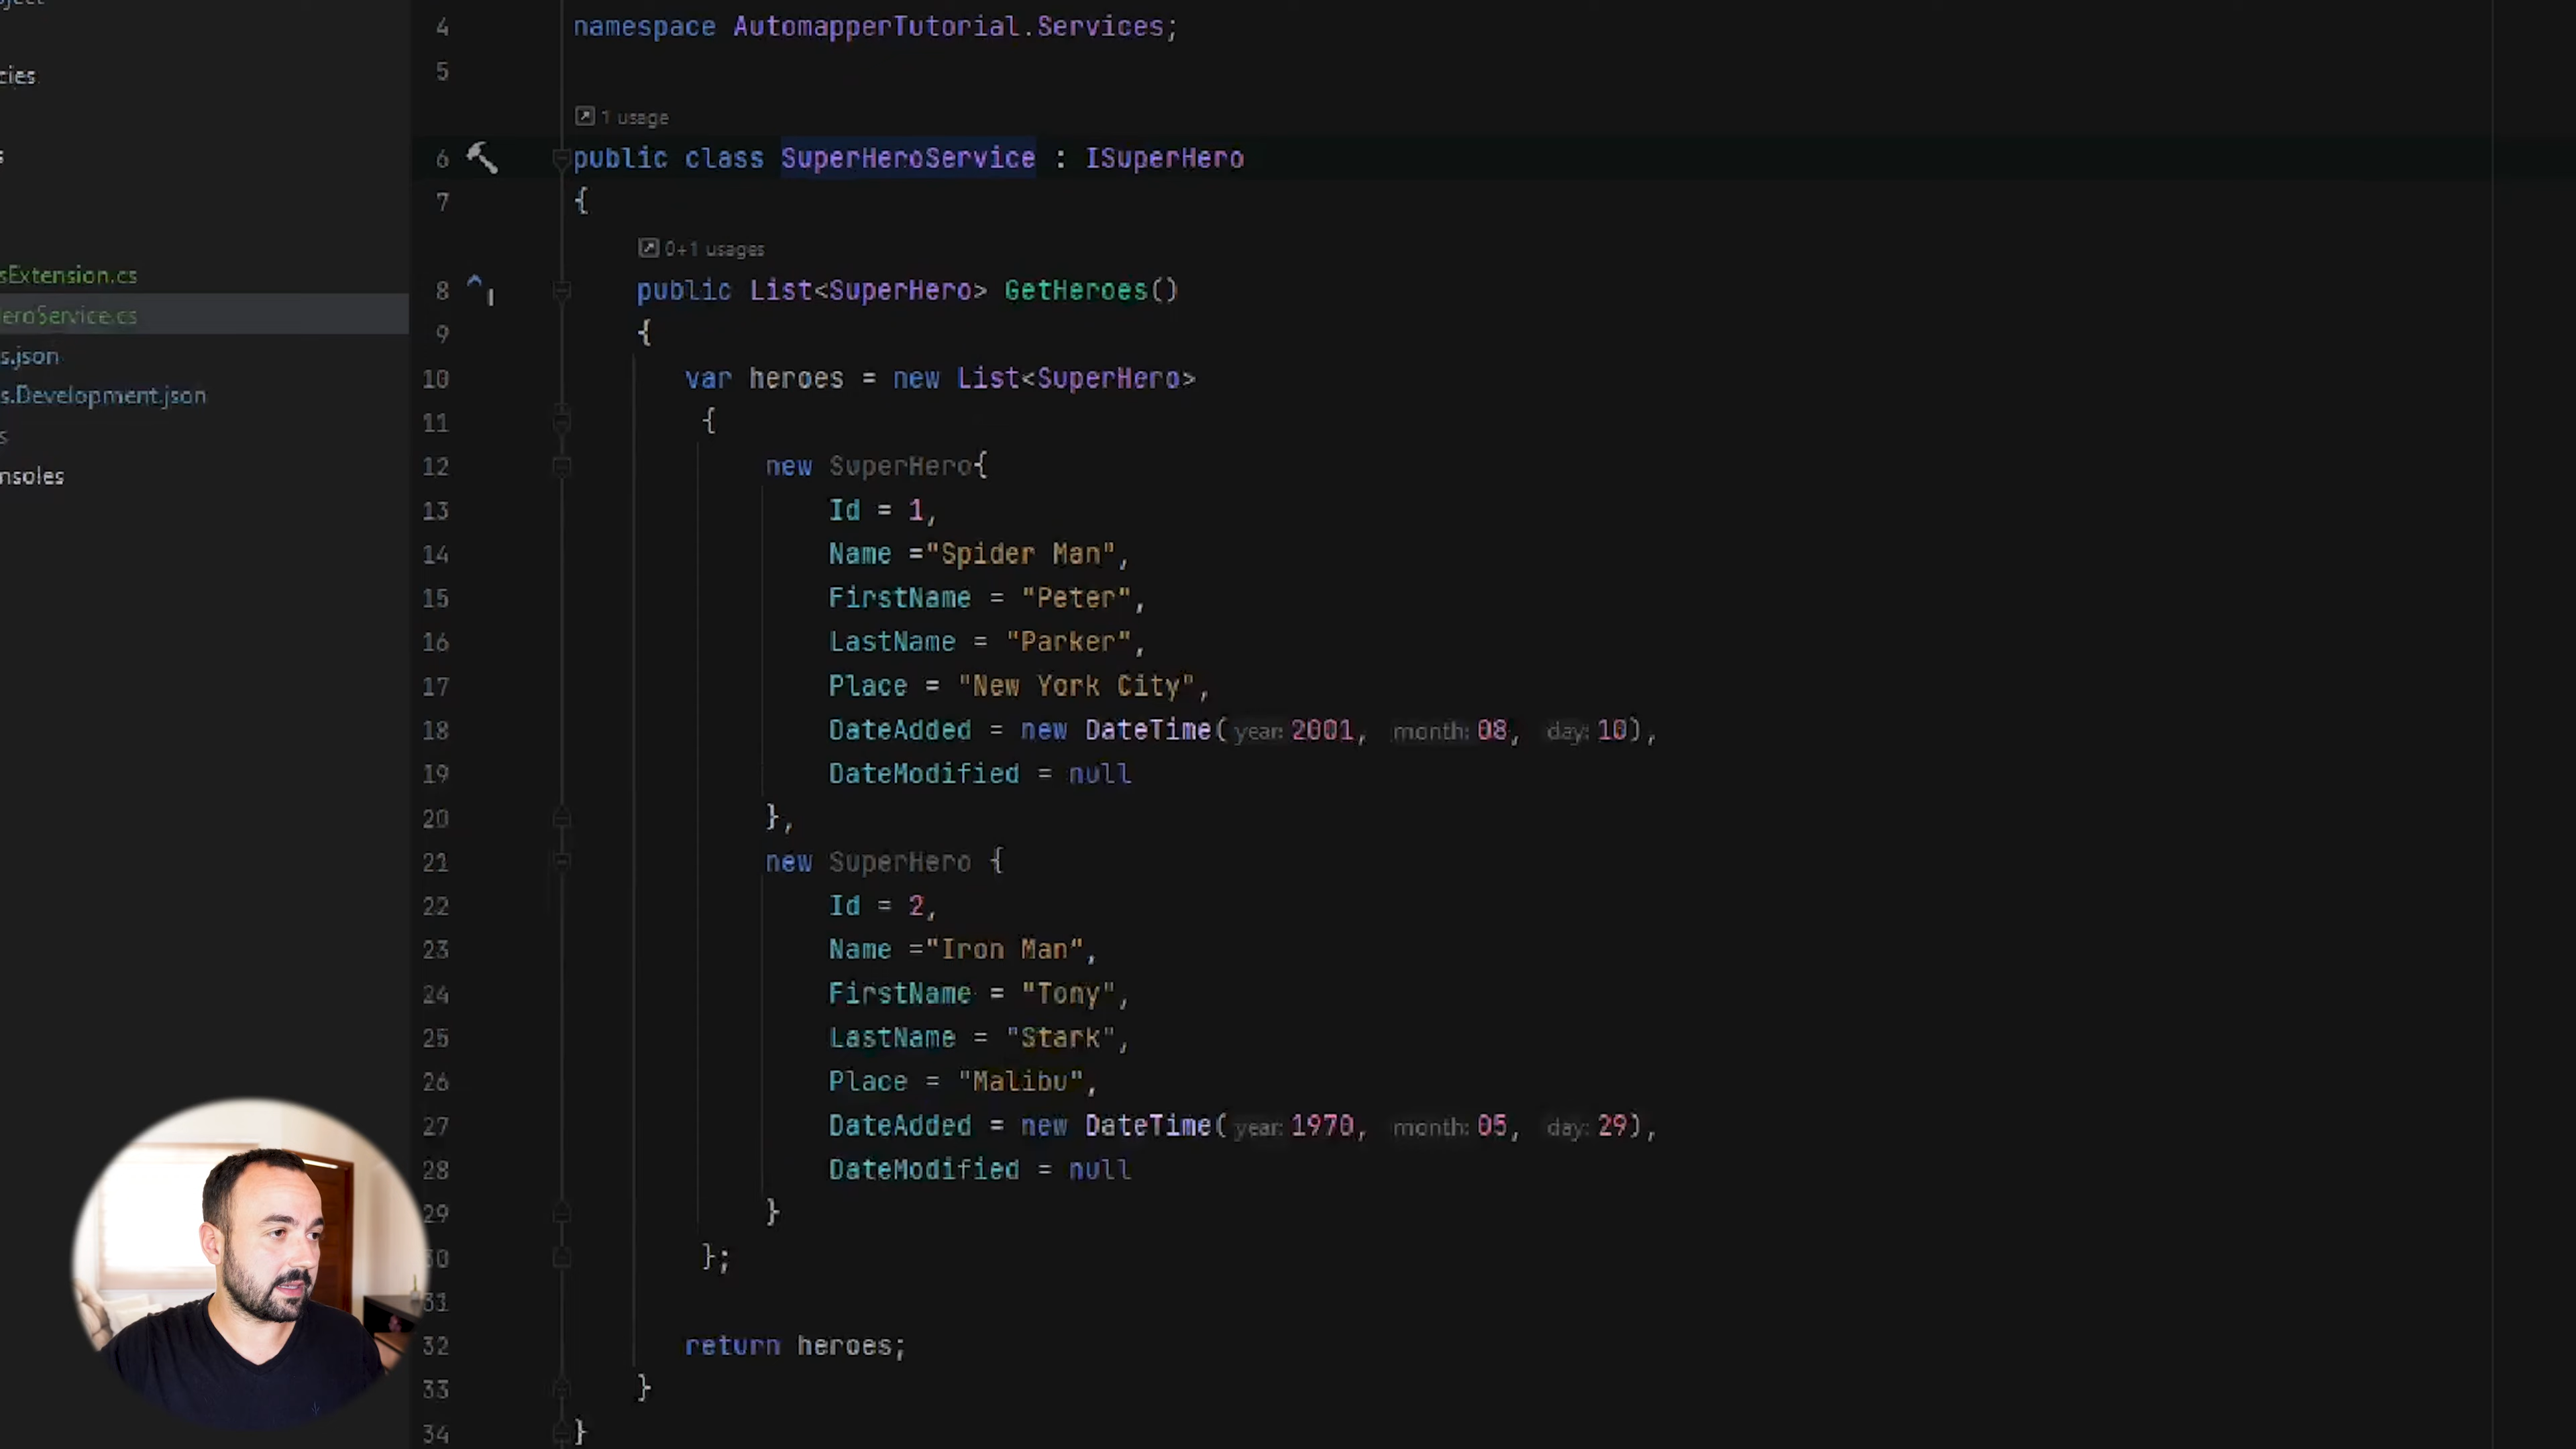 4 namespace AutomapperTutorial.Services;
5
cies
1 usage
6 public class SuperHeroService : ISuperHero
7 {
0+1 usages
sExtension.cs
8 public List<SuperHero> GetHeroes()
eroService.cs
9 {
s.json
10 var heroes = new List<SuperHero>
s.Development.json
11 {
s
12 new SuperHero{
nsoles
13 Id = 1,
14 Name ="Spider Man",
15 FirstName = "Peter",
16 LastName = "Parker",
17 Place = "New York City",
18 DateAdded = new DateTime( year: 2001, month: 08, day: 10),
19 DateModified = null
20 },
21 new SuperHero {
22 Id = 2,
23 Name ="Iron Man",
24 FirstName = "Tony",
25 LastName = "Stark",
26 Place = "Malibu",
27 DateAdded = new DateTime( year: 1970, month: 05, day: 29),
28 DateModified = null
29 }
30 };
31
32 return heroes;
33 }
34 }